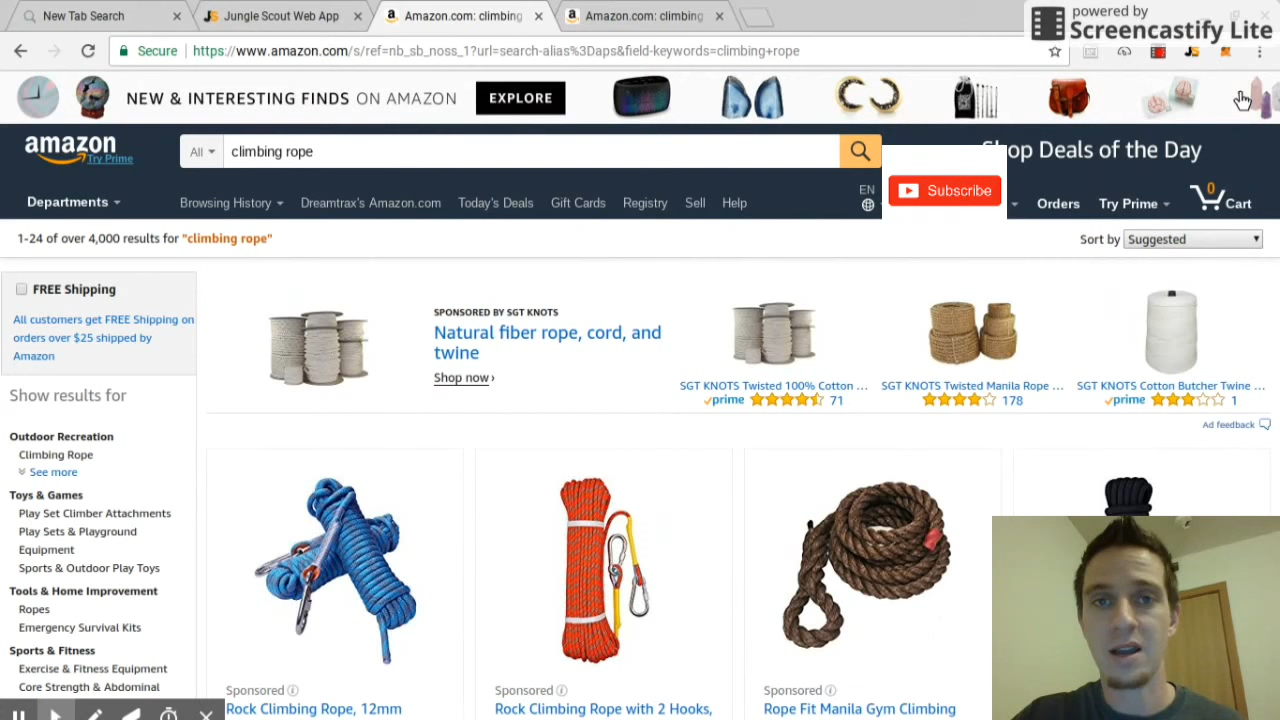 New Tab Search
Jungle Scout Web App
Amazon.com: climbing
Amazon.com: climbing
powered by
Screencastify Lite
Secure
https://www.amazon.com/s/ref=nb_sb_noss_1?url=search-alias%3Daps&field-keywords=climbing+rope
NEW & INTERESTING FINDS ON AMAZON
EXPLORE
amazon
Try Prime
All
climbing rope
Shop Deals of the Day
Departments
Browsing History
Dreamtrax's Amazon.com
Today's Deals
Gift Cards
Registry
Sell
Help
EN
Subscribe
Orders
Try Prime
0
Cart
1-24 of over 4,000 results for "climbing rope"
Sort by
Suggested
FREE Shipping
All customers get FREE Shipping on
orders over $25 shipped by
Amazon
Show results for
Outdoor Recreation
Climbing Rope
See more
Toys & Games
Play Set Climber Attachments
Play Sets & Playground
Equipment
Sports & Outdoor Play Toys
Tools & Home Improvement
Ropes
Emergency Survival Kits
Sports & Fitness
Exercise & Fitness Equipment
Core Strength & Abdominal
SPONSORED BY SGT KNOTS
Natural fiber rope, cord, and
twine
Shop now ›
SGT KNOTS Twisted 100% Cotton ...
prime
71
SGT KNOTS Twisted Manila Rope ...
178
SGT KNOTS Cotton Butcher Twine ...
prime
1
Ad feedback
Sponsored
Rock Climbing Rope, 12mm
Sponsored
Rock Climbing Rope with 2 Hooks,
Sponsored
Rope Fit Manila Gym Climbing